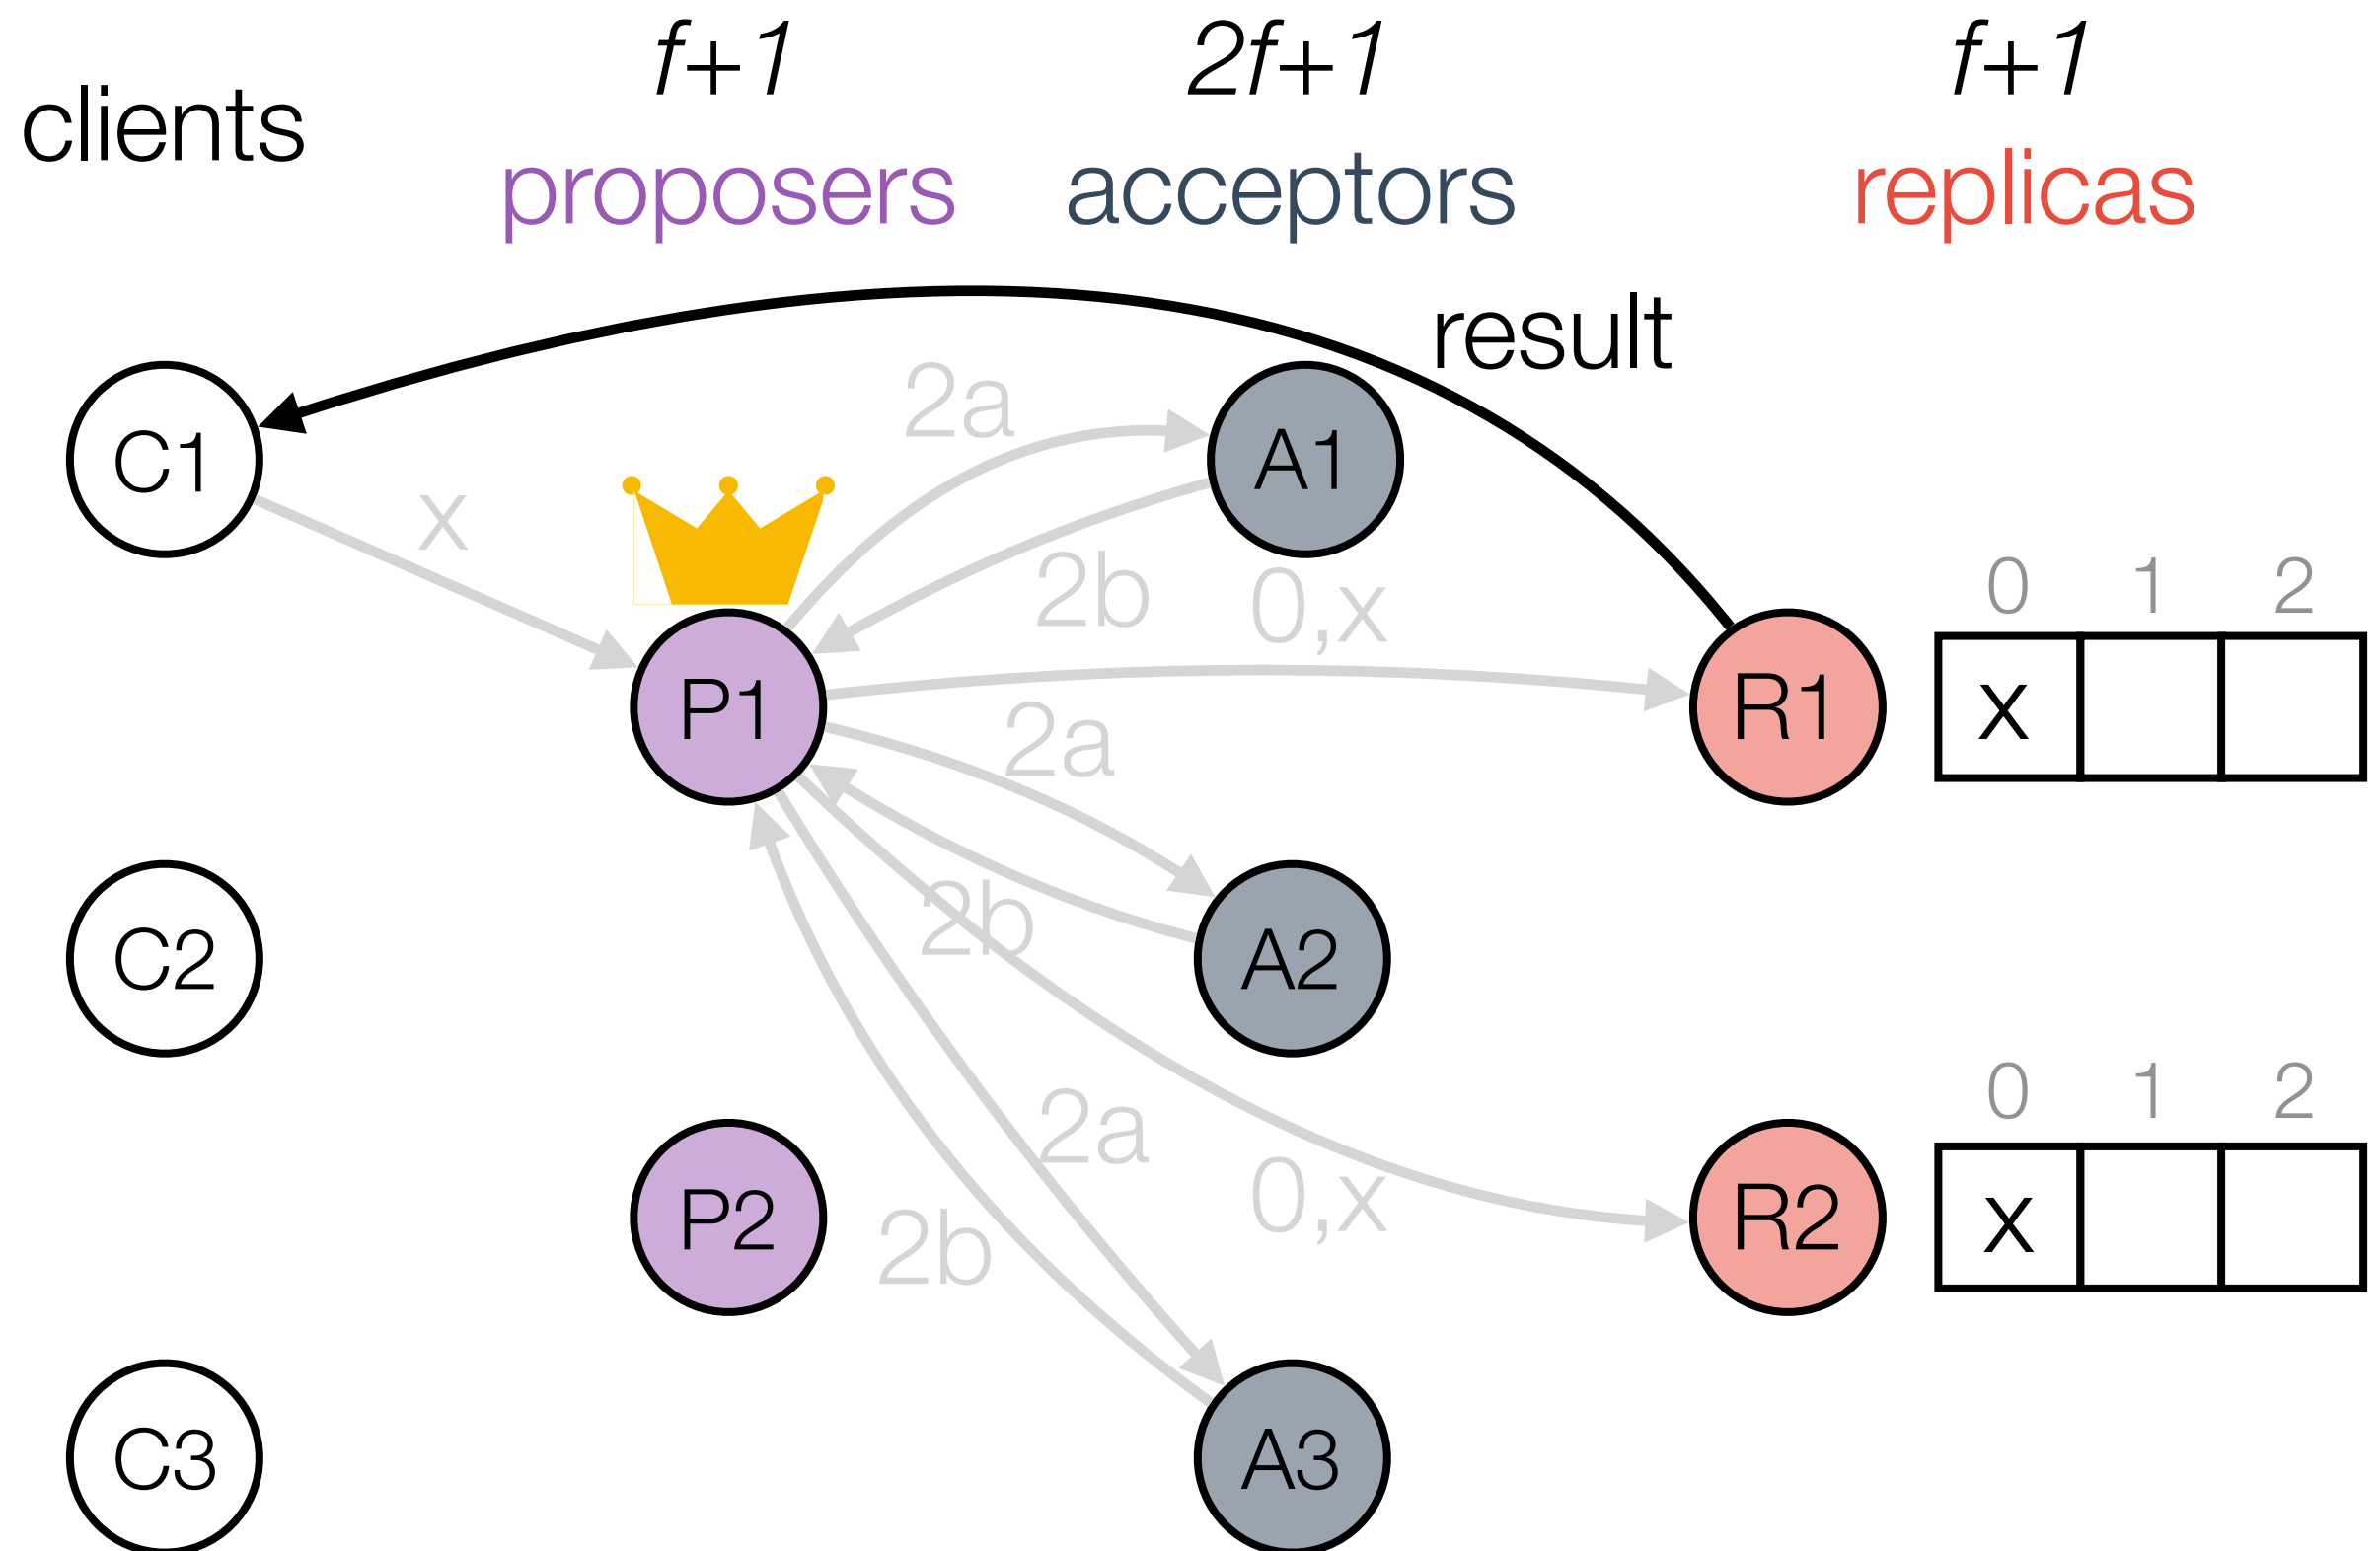 f+1
2f+1
f+1
clients
proposers
acceptors
replicas
result
2a
C1
A1
x
2b
0,x
0 1 2
P1
R1
x
2a
2b
C2
A2
2a
0 1 2
0,x
P2
R2
x
2b
C3
A3